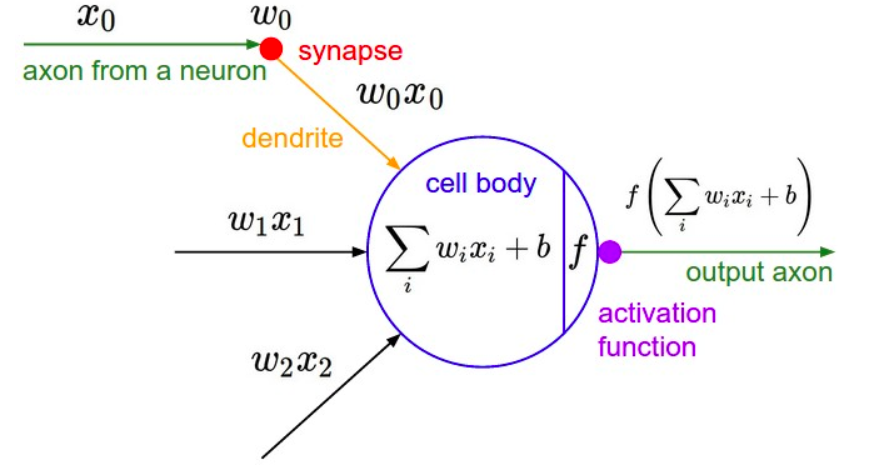 x₀ w₀
synapse
axon from a neuron
w₀x₀
dendrite
cell body
f(∑ᵢ wᵢxᵢ + b)
w₁x₁
∑ᵢ wᵢxᵢ + b f
output axon
activation
function
w₂x₂